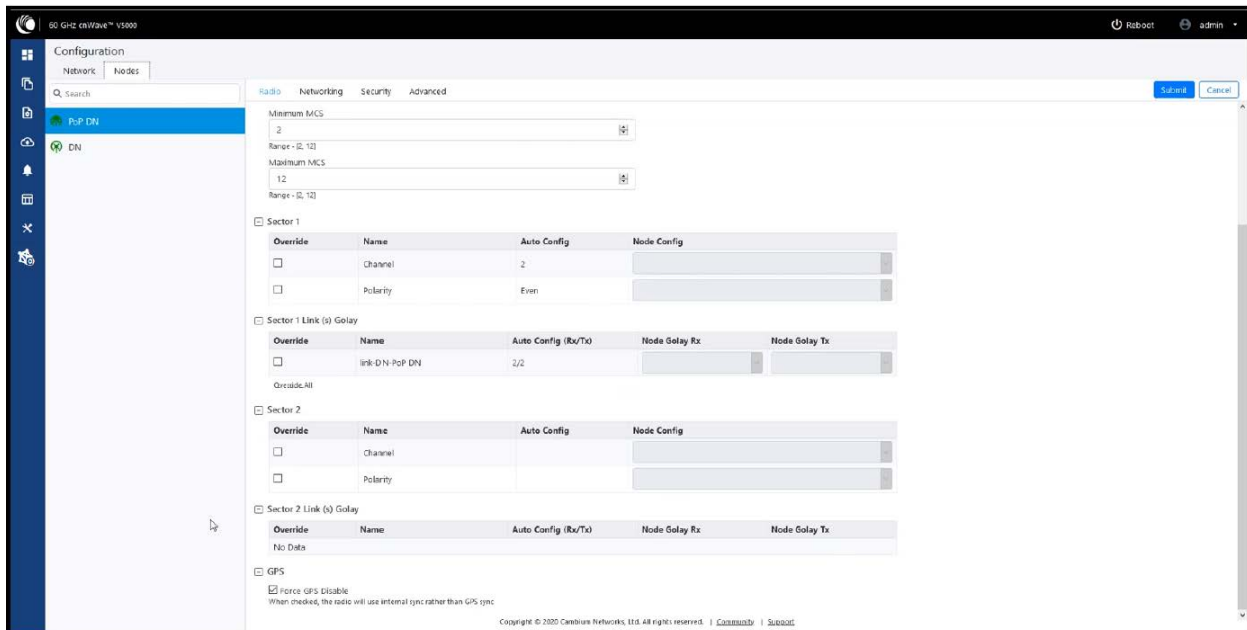 60 GHz cnWave™ V5000
Reboot
admin
Configuration
Network Nodes
Search
Radio Networking Security Advanced
Submit Cancel
PoP DN
DN
Minimum MCS
2
Range - [2, 12]
Maximum MCS
12
Range - [2, 12]
Sector 1
Override Name Auto Config Node Config
Channel 2
Polarity Even
Sector 1 Link (s) Golay
Override Name Auto Config (Rx/Tx) Node Golay Rx Node Golay Tx
link-DN-PoP DN 2/2
Override All
Sector 2
Override Name Auto Config Node Config
Channel
Polarity
Sector 2 Link (s) Golay
Override Name Auto Config (Rx/Tx) Node Golay Rx Node Golay Tx
No Data
GPS
Force GPS Disable
When checked, the radio will use internal sync rather than GPS sync
Copyright © 2020 Cambium Networks, Ltd. All rights reserved. | Community | Support